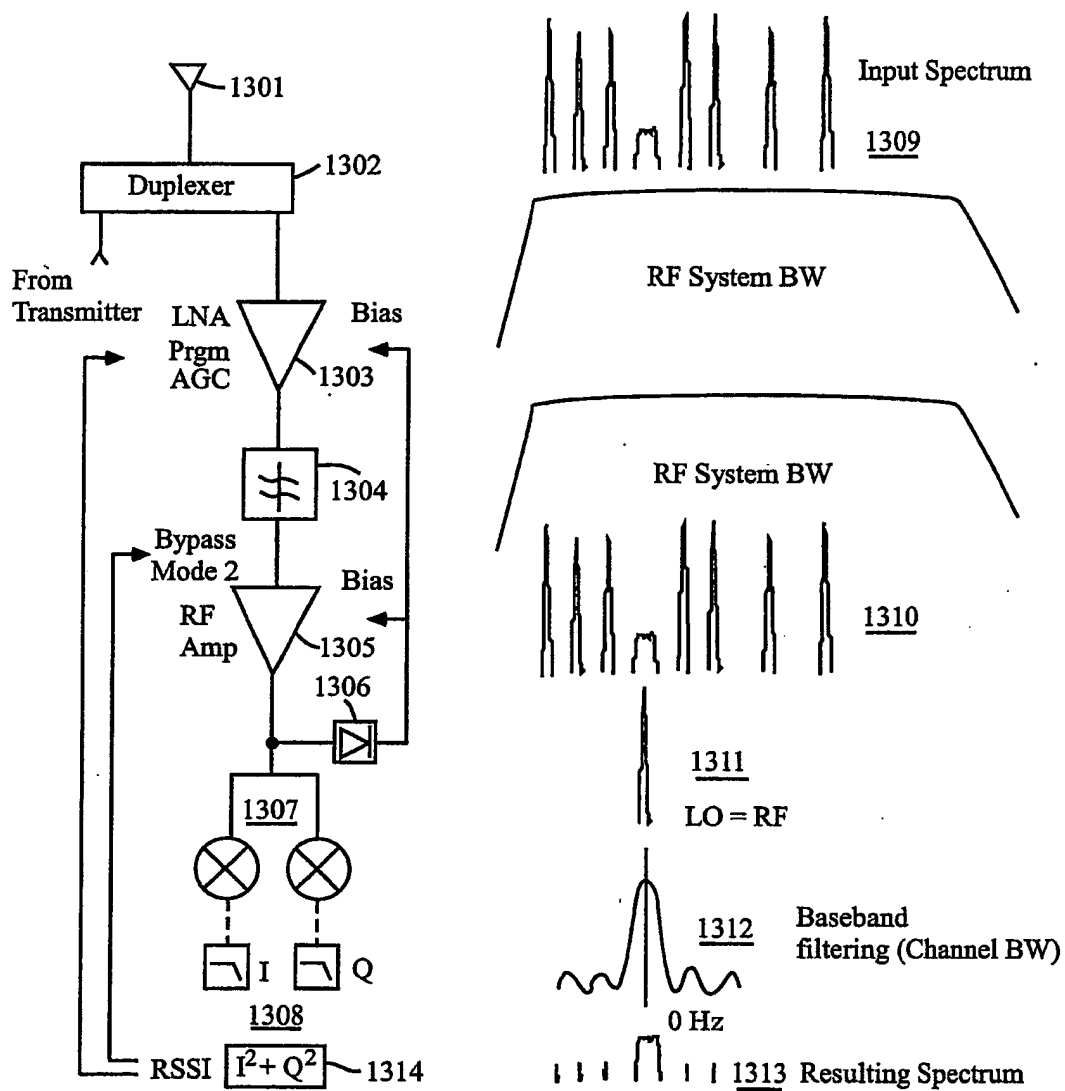 1301
1302
Duplexer
From
Transmitter
LNA
Bias
Prgm
AGC
1303
1304
Bypass
Mode 2
Bias
RF
Amp
1305
1306
1307
I
Q
1308
RSSI
I² + Q²
1314
Input Spectrum
1309
RF System BW
RF System BW
1310
1311
LO = RF
1312
Baseband
filtering (Channel BW)
0 Hz
1313
Resulting Spectrum